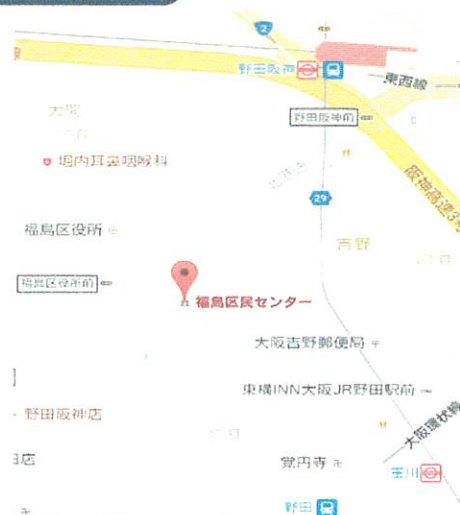 2
野田阪神
東西線
野田阪神前
大開
堀内耳鼻咽喉科
阪神高速3号
29
福島区役所
吉野
福島区役所前
福島区民センター
大阪吉野郵便局
東横INN大阪JR野田駅前
野田阪神店
大阪環状線
店
覚円寺
玉川
野田